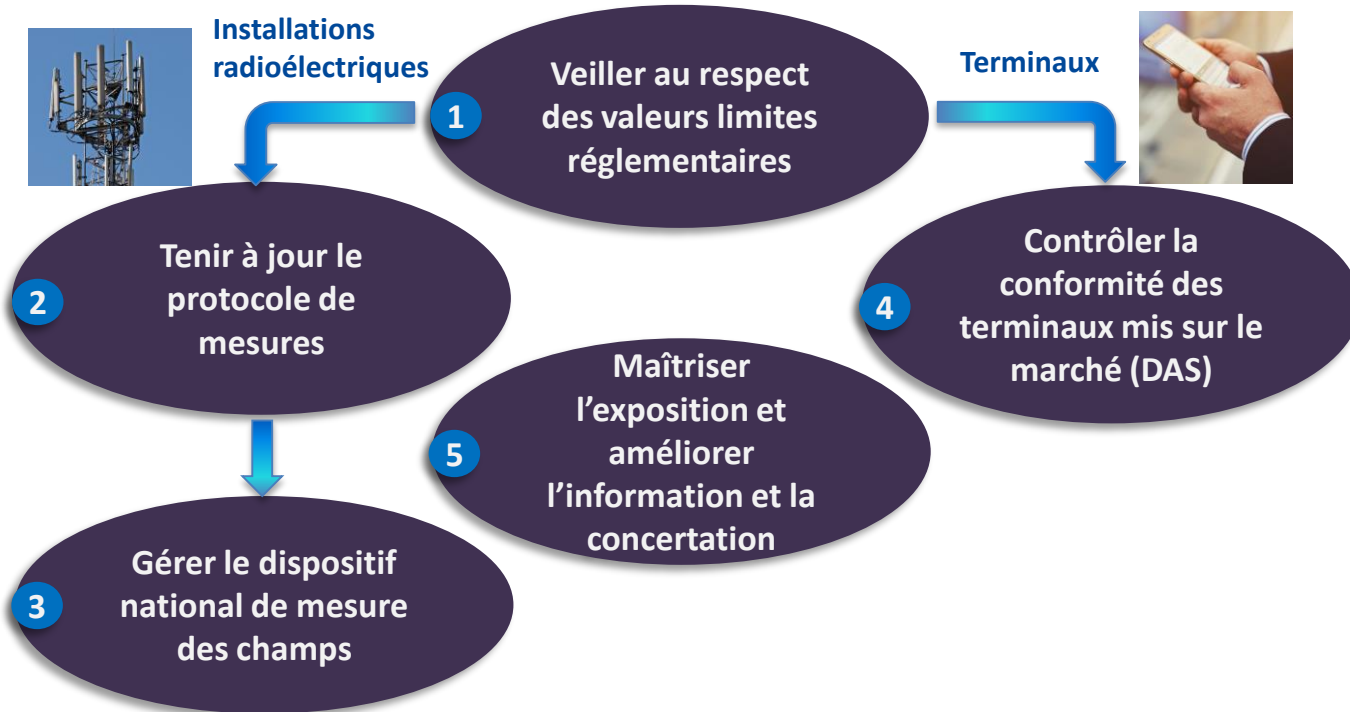 Installations
radioélectriques
1
Veiller au respect
des valeurs limites
réglementaires
Terminaux
2
Tenir à jour le
protocole de
mesures
3
Gérer le dispositif
national de mesure
des champs
4
Contrôler la
conformité des
terminaux mis sur le
marché (DAS)
5
Maîtriser
l’exposition et
améliorer
l’information et la
concertation